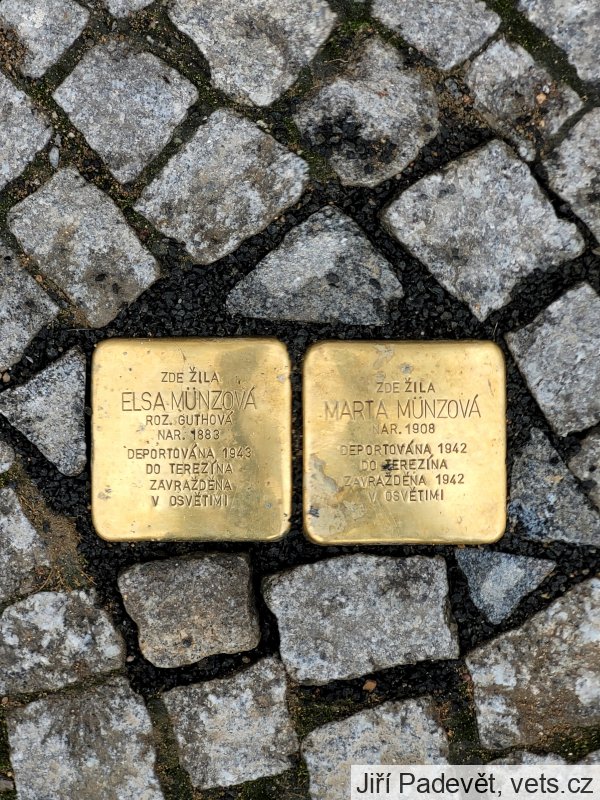 ZDE ŽILA
ELSA MÜNZOVÁ
ROZ. GUTHOVÁ
NAR. 1883
DEPORTOVÁNA 1943
DO TEREZÍNA
ZAVRAŽDĚNA
V OSVĚTIMI
ZDE ŽILA
MARTA MÜNZOVÁ
NAR. 1908
DEPORTOVÁNA 1942
DO TEREZÍNA
ZAVRAŽDĚNA 1942
V OSVĚTIMI
Jiří Padevět, vets.cz